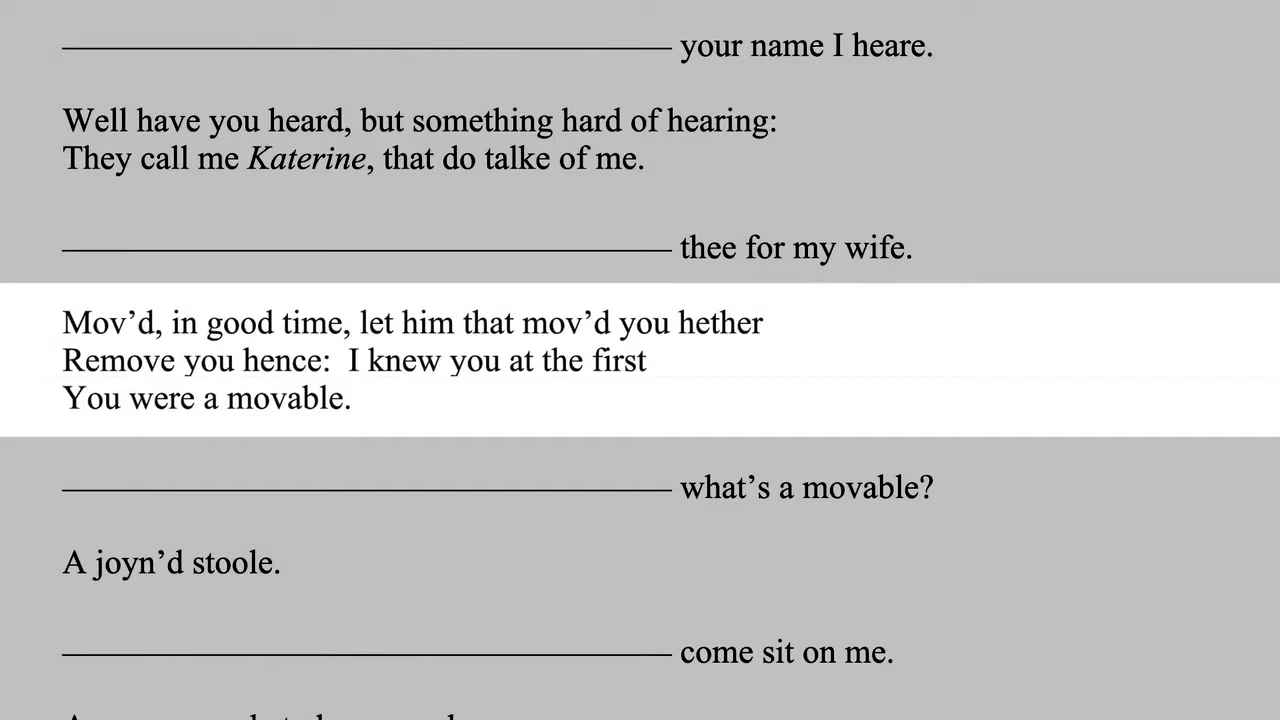 your name I heare.
Well have you heard, but something hard of hearing:
They call me Katerine, that do talke of me.
thee for my wife.
Mov’d, in good time, let him that mov’d you hether
Remove you hence:  I knew you at the first
You were a movable.
what’s a movable?
A joyn’d stoole.
come sit on me.